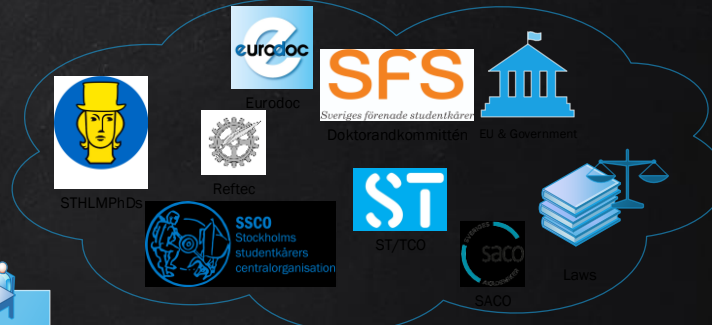 eurodoc
Eurodoc
SFS
Sveriges förenade studentkårer
Doktorandkommittén
EU & Government
STHLMPhDs
Reftec
SSCO
Stockholms
studentkårers
centralorganisation
ST
ST/TCO
SVERIGES
saco
SACO
Laws